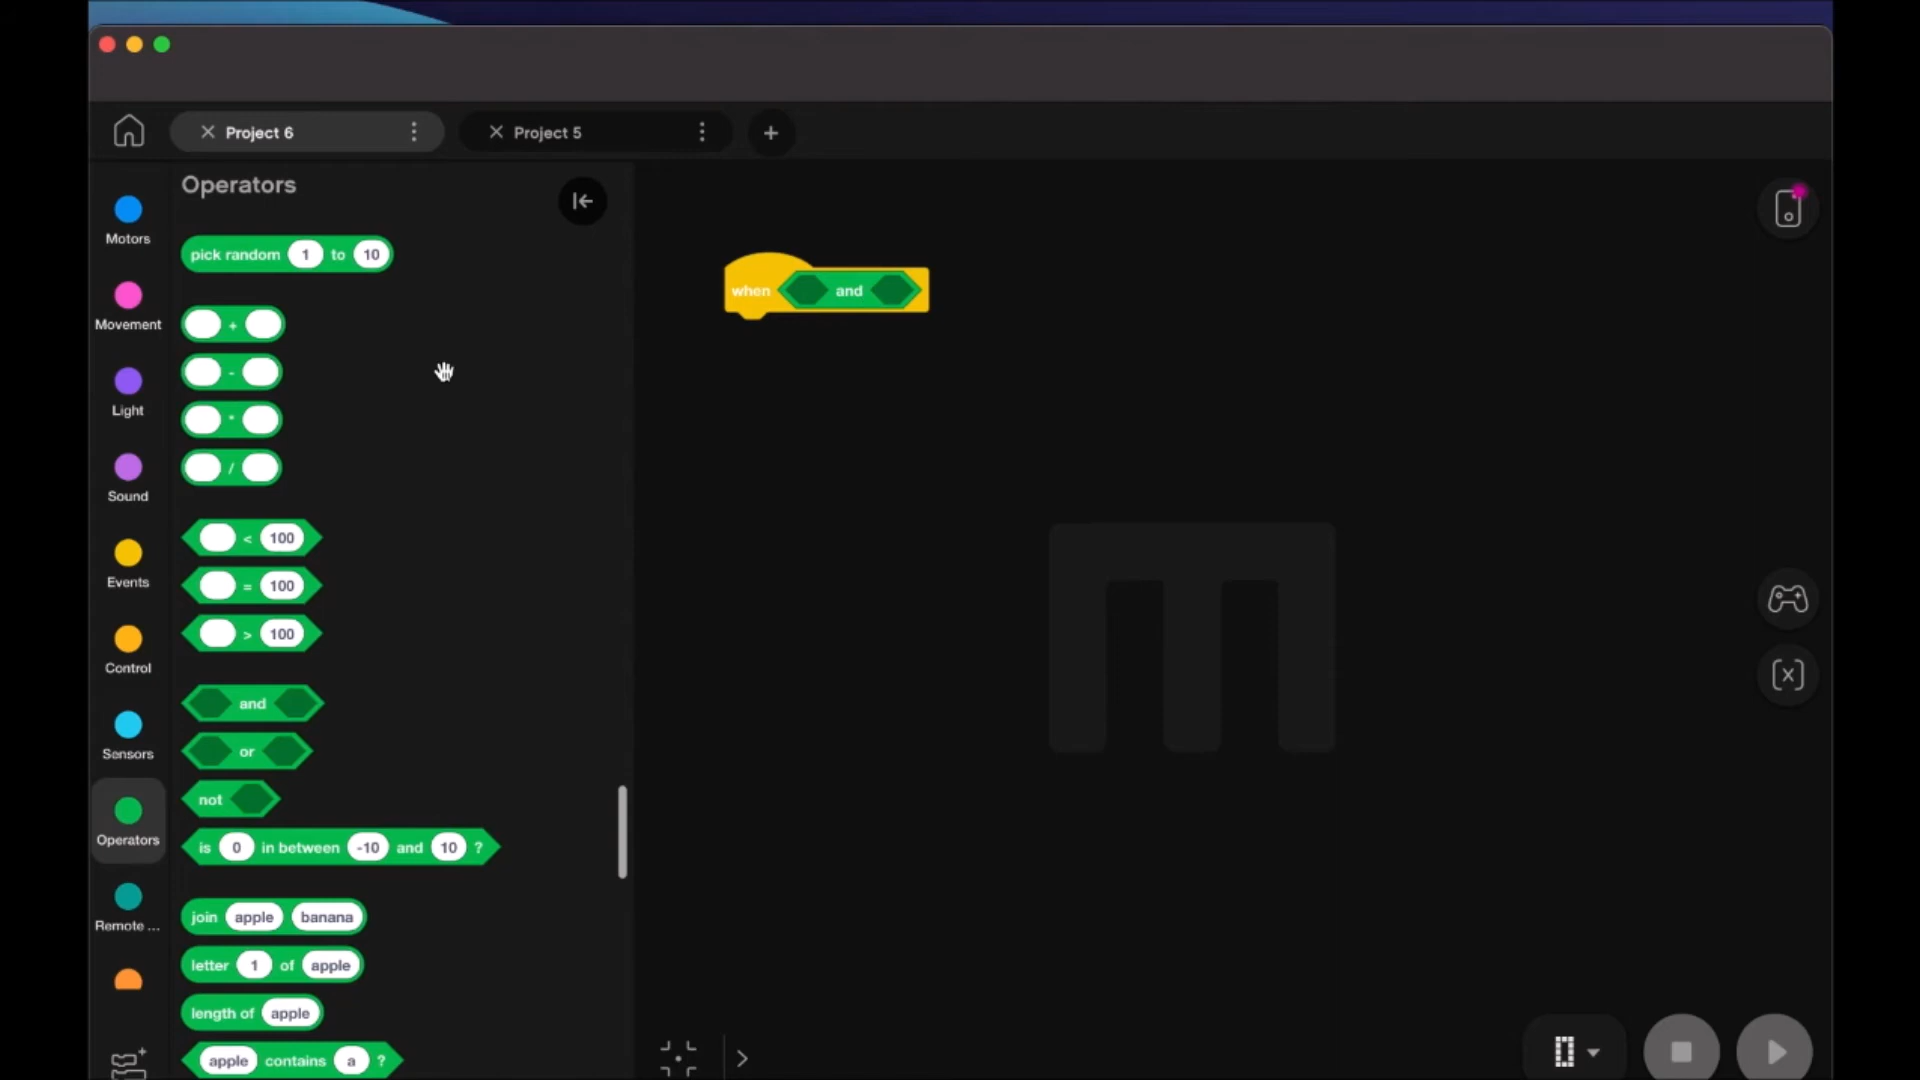 Project 6
Project 5
Operators
Motors
Movement
Light
Sound
Events
Control
Sensors
Operators
Remote ...
pick random 1 to 10
+
-
*
/
< 100
= 100
> 100
and
or
not
is 0 in between -10 and 10 ?
join apple banana
letter 1 of apple
length of apple
apple contains a ?
when and